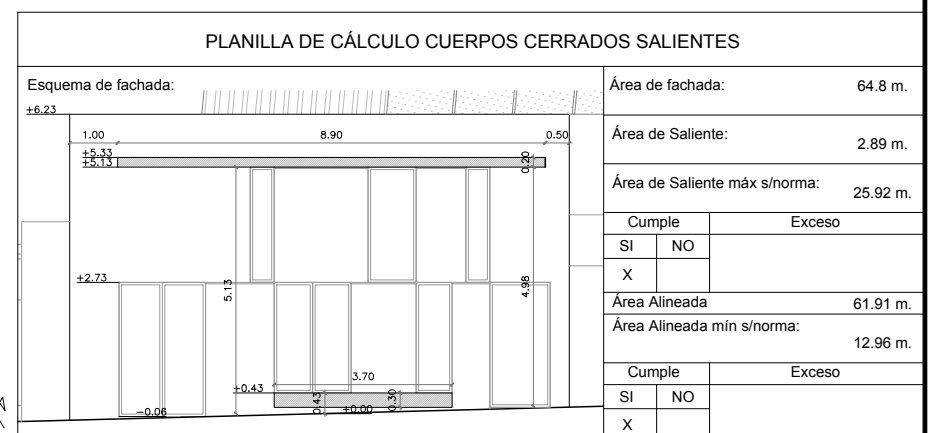 PLANILLA DE CÁLCULO CUERPOS CERRADOS SALIENTES
Esquema de fachada:
+6.23
1.00 8.90 0.50
+5.33
+5.13
0.20
+2.73
5.13
4.98
3.70
+0.43
0.43
0.30
-0.06
+0.00
Área de fachada: 64.8 m.
Área de Saliente: 2.89 m.
Área de Saliente máx s/norma: 25.92 m.
Cumple Exceso
SI NO
X
Área Alineada 61.91 m.
Área Alineada mín s/norma: 12.96 m.
Cumple Exceso
SI NO
X